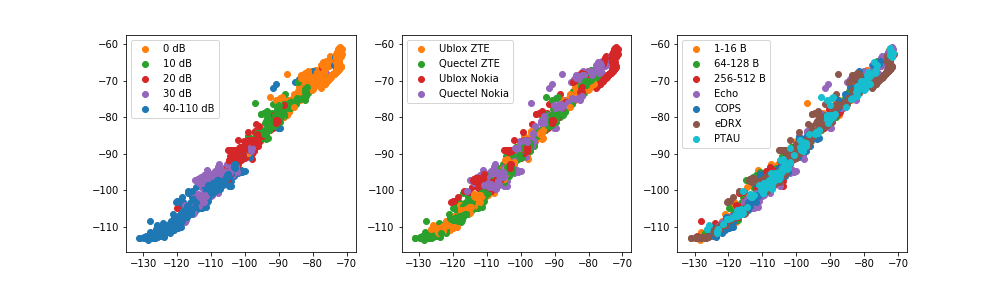 0 dB
10 dB
20 dB
30 dB
40-110 dB
−60
−70
−80
−90
−100
−110
−130
−120
−110
−100
−90
−80
−70
Ublox ZTE
Quectel ZTE
Ublox Nokia
Quectel Nokia
−60
−70
−80
−90
−100
−110
−130
−120
−110
−100
−90
−80
−70
1-16 B
64-128 B
256-512 B
Echo
COPS
eDRX
PTAU
−60
−70
−80
−90
−100
−110
−130
−120
−110
−100
−90
−80
−70